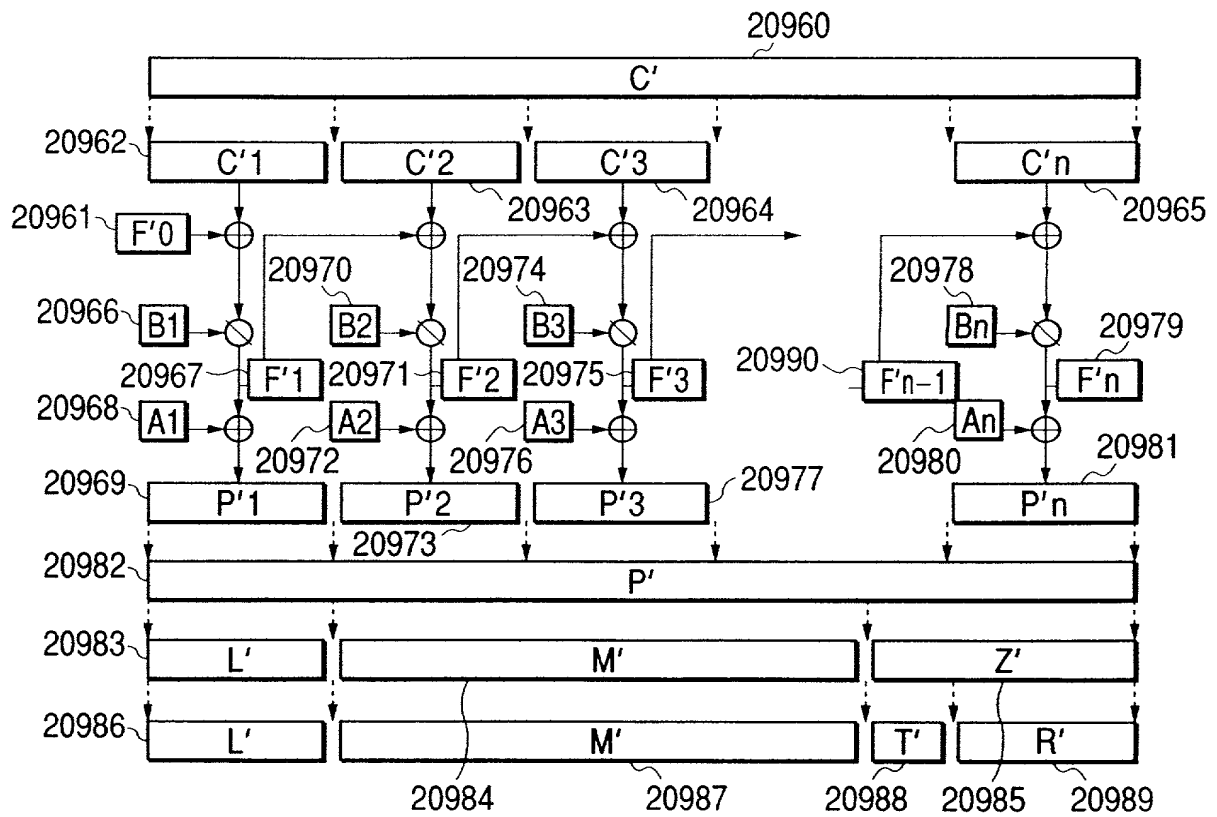 20960
C'
20962 C'1 C'2 C'3 C'n
20963 20964 20965
20961 F'0
20970 20974 20978
20966 B1 B2 B3 Bn 20979
20967 F'1 20971 F'2 20975 F'3 20990 F'n-1 F'n
20968 A1 A2 A3 An
20972 20976 20980 20981
20969 P'1 P'2 P'3 20977 P'n
20973
20982 P'
20983 L' M' Z'
20986 L' M' T' R'
20984 20987 20988 20985 20989